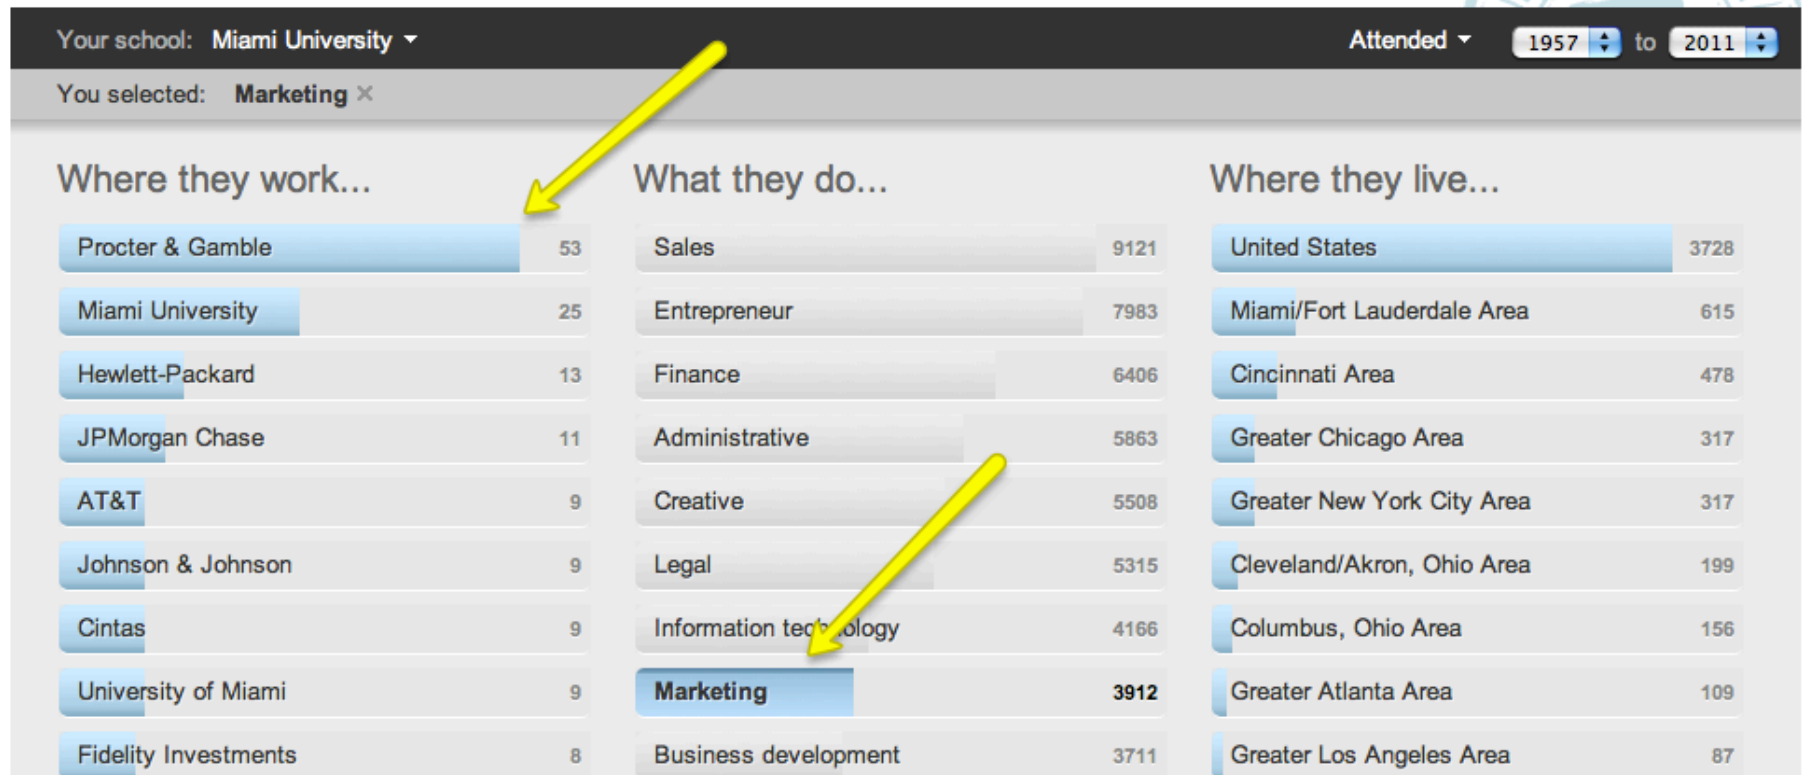 Your school: Miami University
Attended 1957 to 2011
You selected: Marketing ×
Where they work...
Procter & Gamble 53
Miami University 25
Hewlett-Packard 13
JPMorgan Chase 11
AT&T 9
Johnson & Johnson 9
Cintas 9
University of Miami 9
Fidelity Investments 8
What they do...
Sales 9121
Entrepreneur 7983
Finance 6406
Administrative 5863
Creative 5508
Legal 5315
Information technology 4166
Marketing 3912
Business development 3711
Where they live...
United States 3728
Miami/Fort Lauderdale Area 615
Cincinnati Area 478
Greater Chicago Area 317
Greater New York City Area 317
Cleveland/Akron, Ohio Area 199
Columbus, Ohio Area 156
Greater Atlanta Area 109
Greater Los Angeles Area 87